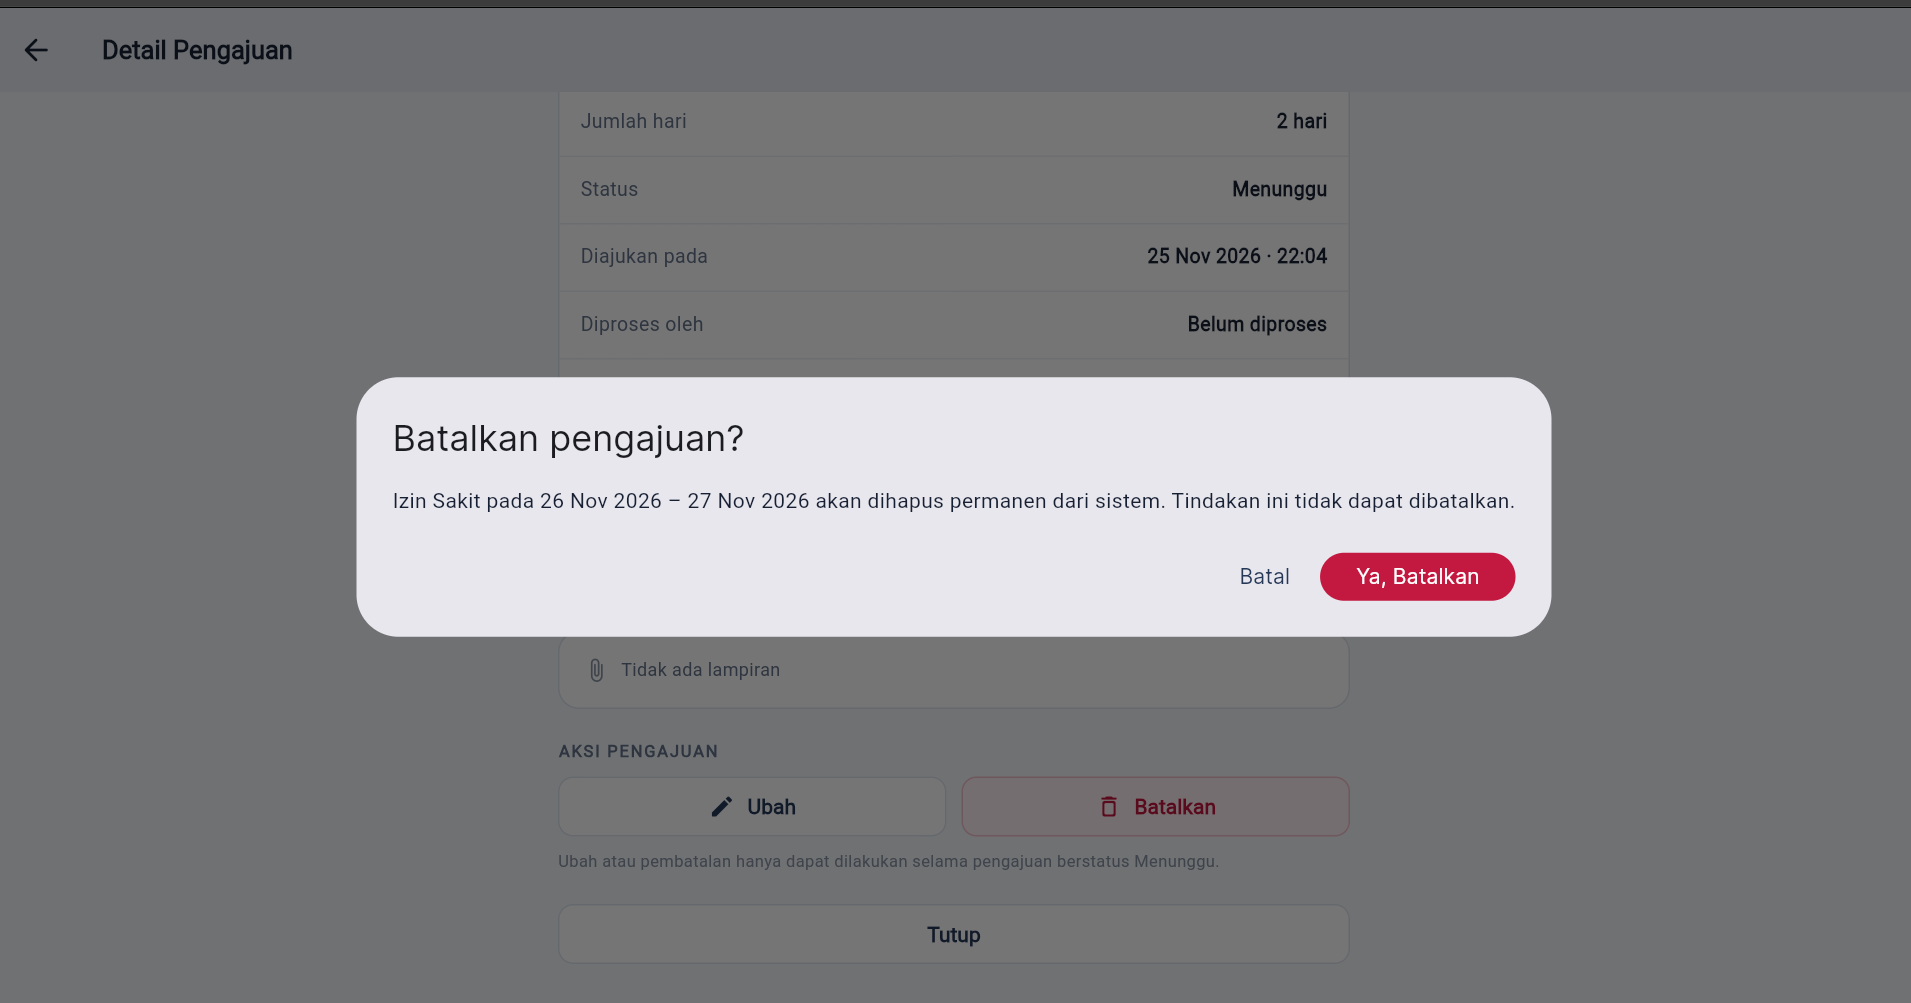 Detail Pengajuan
Jumlah hari 2 hari
Status Menunggu
Diajukan pada 25 Nov 2026 · 22:04
Diproses oleh Belum diproses
Batalkan pengajuan?
Izin Sakit pada 26 Nov 2026 – 27 Nov 2026 akan dihapus permanen dari sistem. Tindakan ini tidak dapat dibatalkan.
Batal Ya, Batalkan
Tidak ada lampiran
AKSI PENGAJUAN
Ubah Batalkan
Ubah atau pembatalan hanya dapat dilakukan selama pengajuan berstatus Menunggu.
Tutup